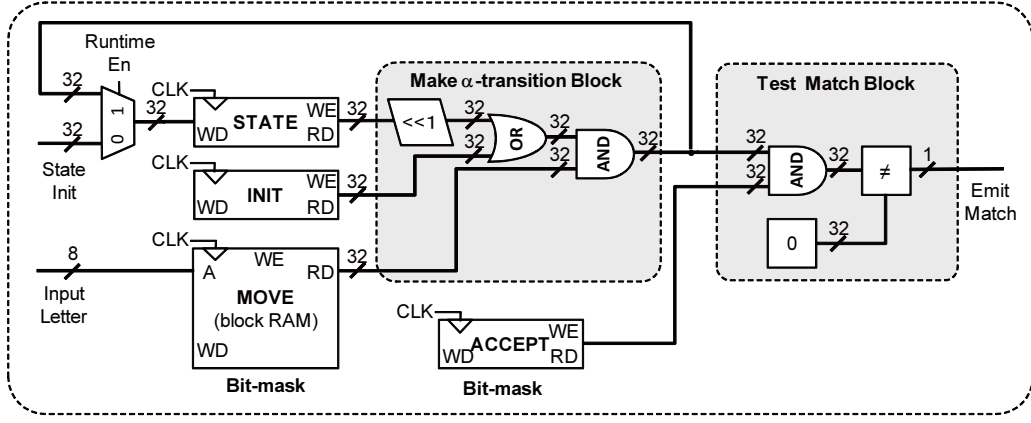 Runtime
En
Make α-transition Block
Test Match Block
32
CLK
32
1
0
32
32
WE
<<1
32
32
32
32
WD
STATE
RD
OR
32
32
AND
32
32
AND
32
≠
1
State
Init
CLK
WE
INIT
WD
RD
32
Emit
Match
8
CLK
WE
32
0
32
A
RD
Input
Letter
MOVE
(block RAM)
CLK
WE
WD
ACCEPT
WD
RD
Bit-mask
Bit-mask